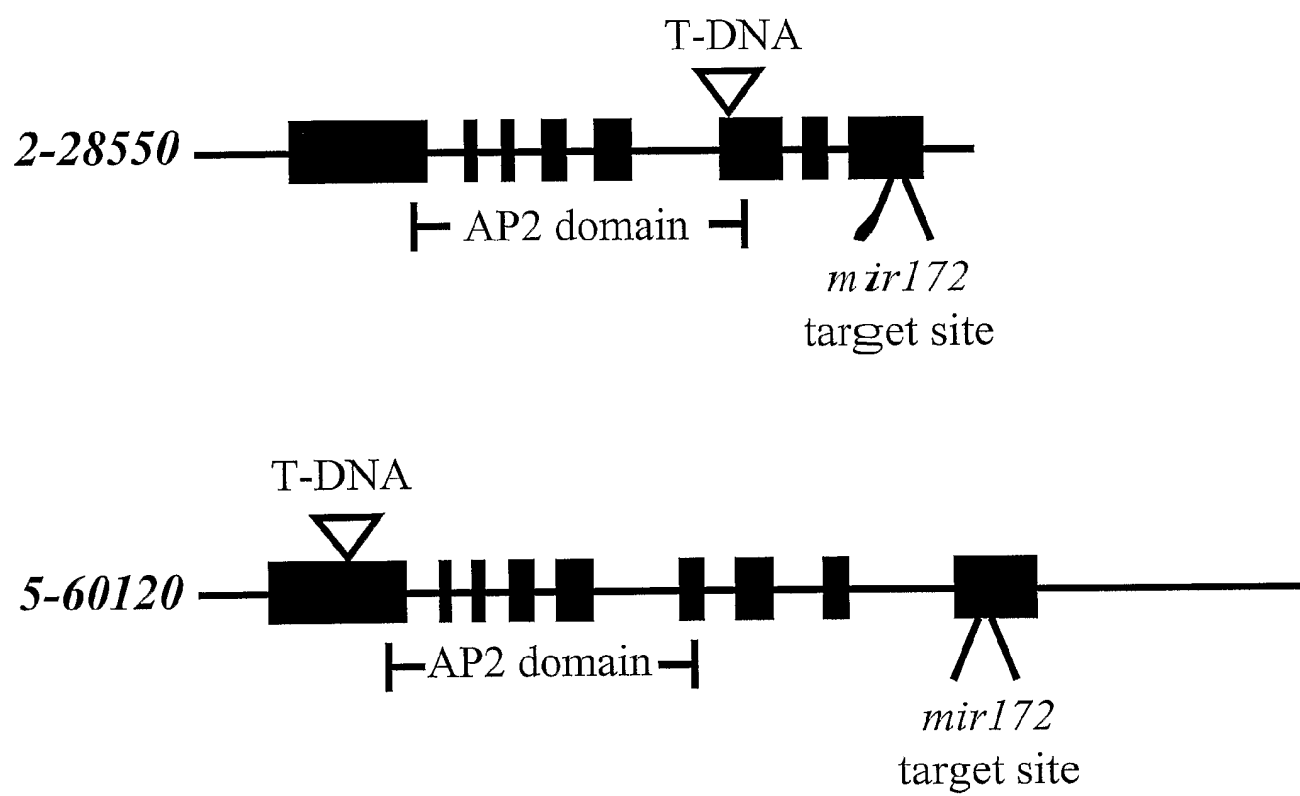 T-DNA
2-28550
AP2 domain
mir172
target site
T-DNA
5-60120
AP2 domain
mir172
target site